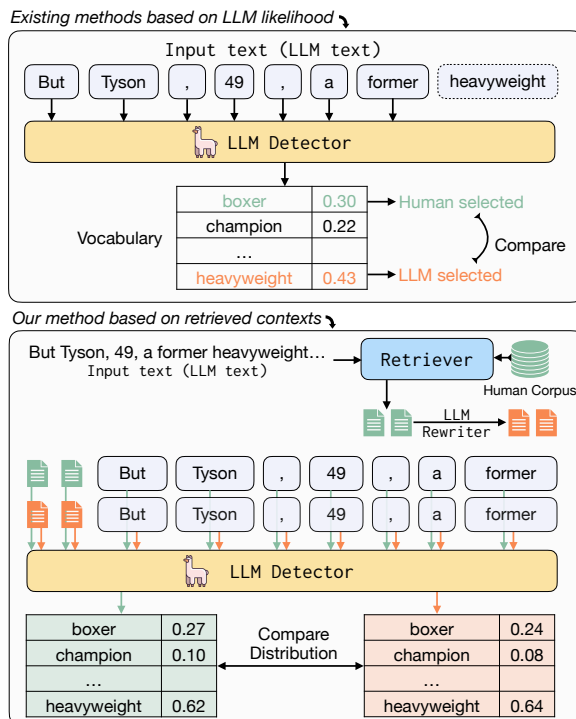 Existing methods based on LLM likelihood
Input text (LLM text)
But Tyson , 49 , a former heavyweight
LLM Detector
boxer 0.30 Human selected
champion 0.22
Vocabulary
Compare
...
heavyweight 0.43 LLM selected
Our method based on retrieved contexts
But Tyson, 49, a former heavyweight...
Input text (LLM text)
Retriever
Human Corpus
LLM
Rewriter
But Tyson , 49 , a former
But Tyson , 49 , a former
LLM Detector
boxer 0.27
champion 0.10
...
heavyweight 0.62
Compare
Distribution
boxer 0.24
champion 0.08
...
heavyweight 0.64